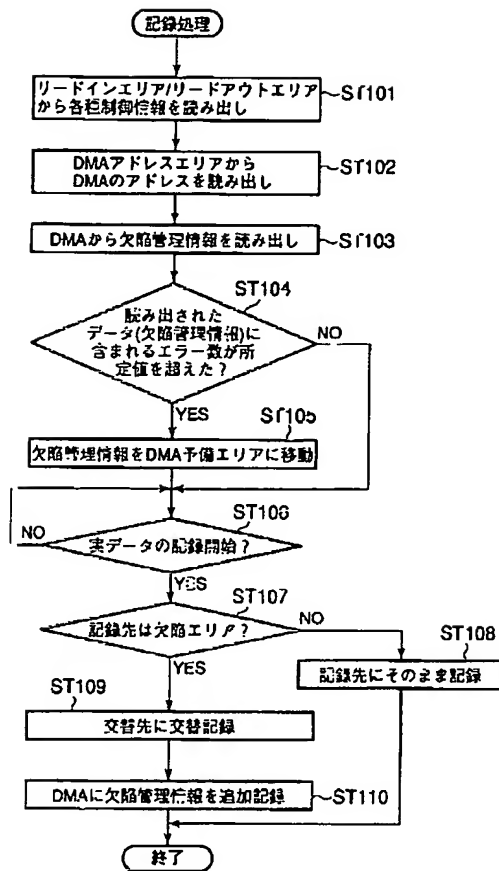 記録処理
リードインエリア/リードアウトエリア
から各種制御情報を読み出し
ST101
DMAアドレスエリアから
DMAのアドレスを読み出し
ST102
DMAから欠陥管理情報を読み出し
ST103
ST104
読み出された
データ(欠陥管理情報)に
含まれるエラー数が所
定値を超えた?
NO
YES
ST105
欠陥管理情報をDMA予備エリアに移動
ST106
NO
実データの記録開始?
YES
ST107
記録先は欠陥エリア?
NO
YES
ST108
記録先にそのまま記録
ST109
交替先に交替記録
DMAに欠陥管理情報を追加記録
ST110
終了